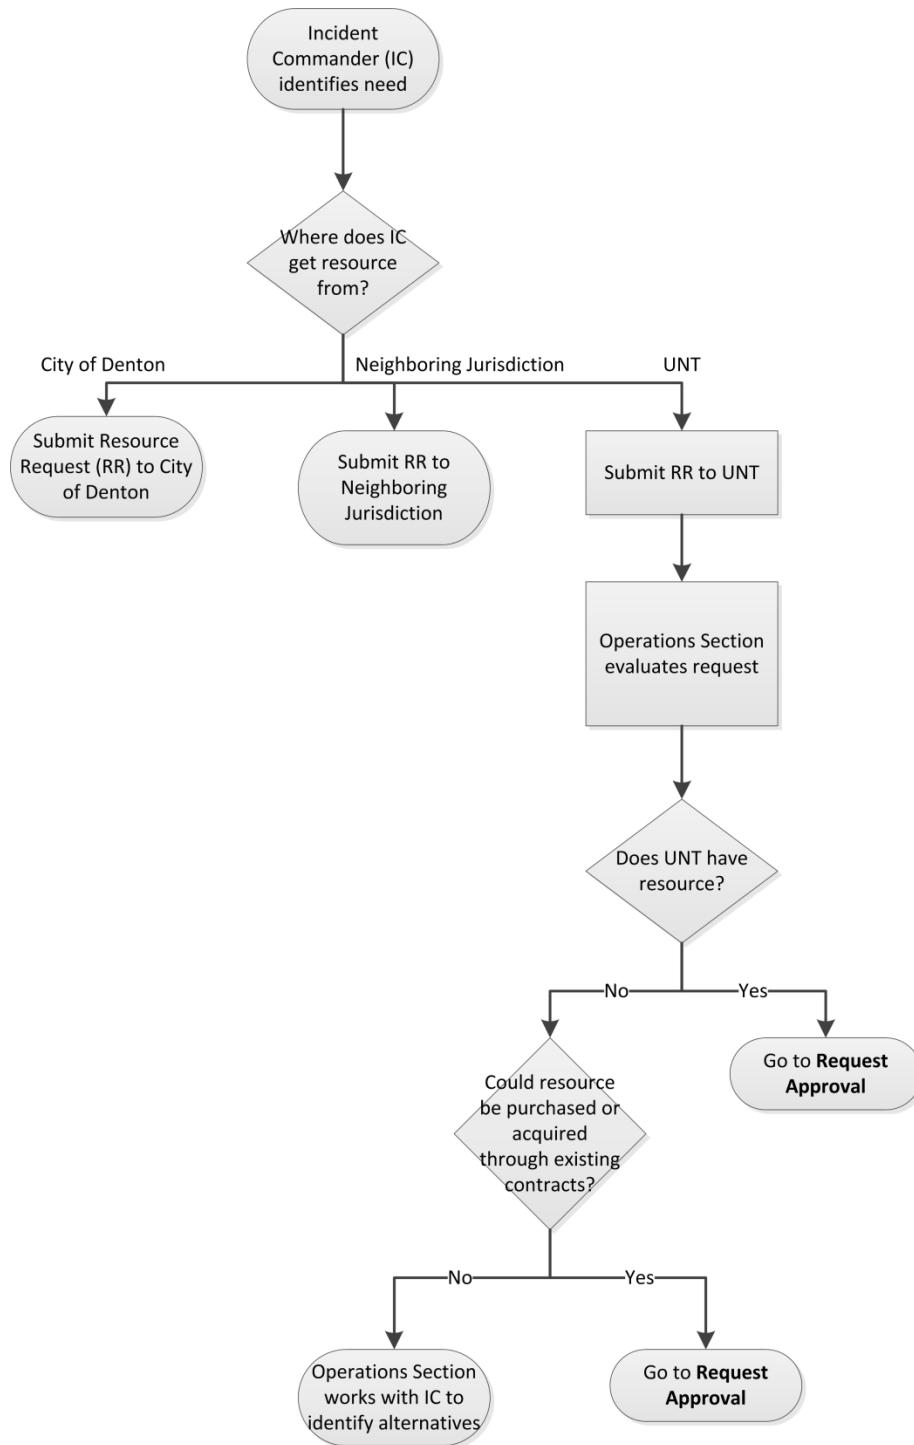 Incident
Commander (IC)
identifies need
Where does IC
get resource
from?
City of Denton
Neighboring Jurisdiction
UNT
Submit Resource
Request (RR) to City
of Denton
Submit RR to
Neighboring
Jurisdiction
Submit RR to UNT
Operations Section
evaluates request
Does UNT have
resource?
No
Yes
Go to Request
Approval
Could resource
be purchased or
acquired
through existing
contracts?
No
Yes
Operations Section
works with IC to
identify alternatives
Go to Request
Approval